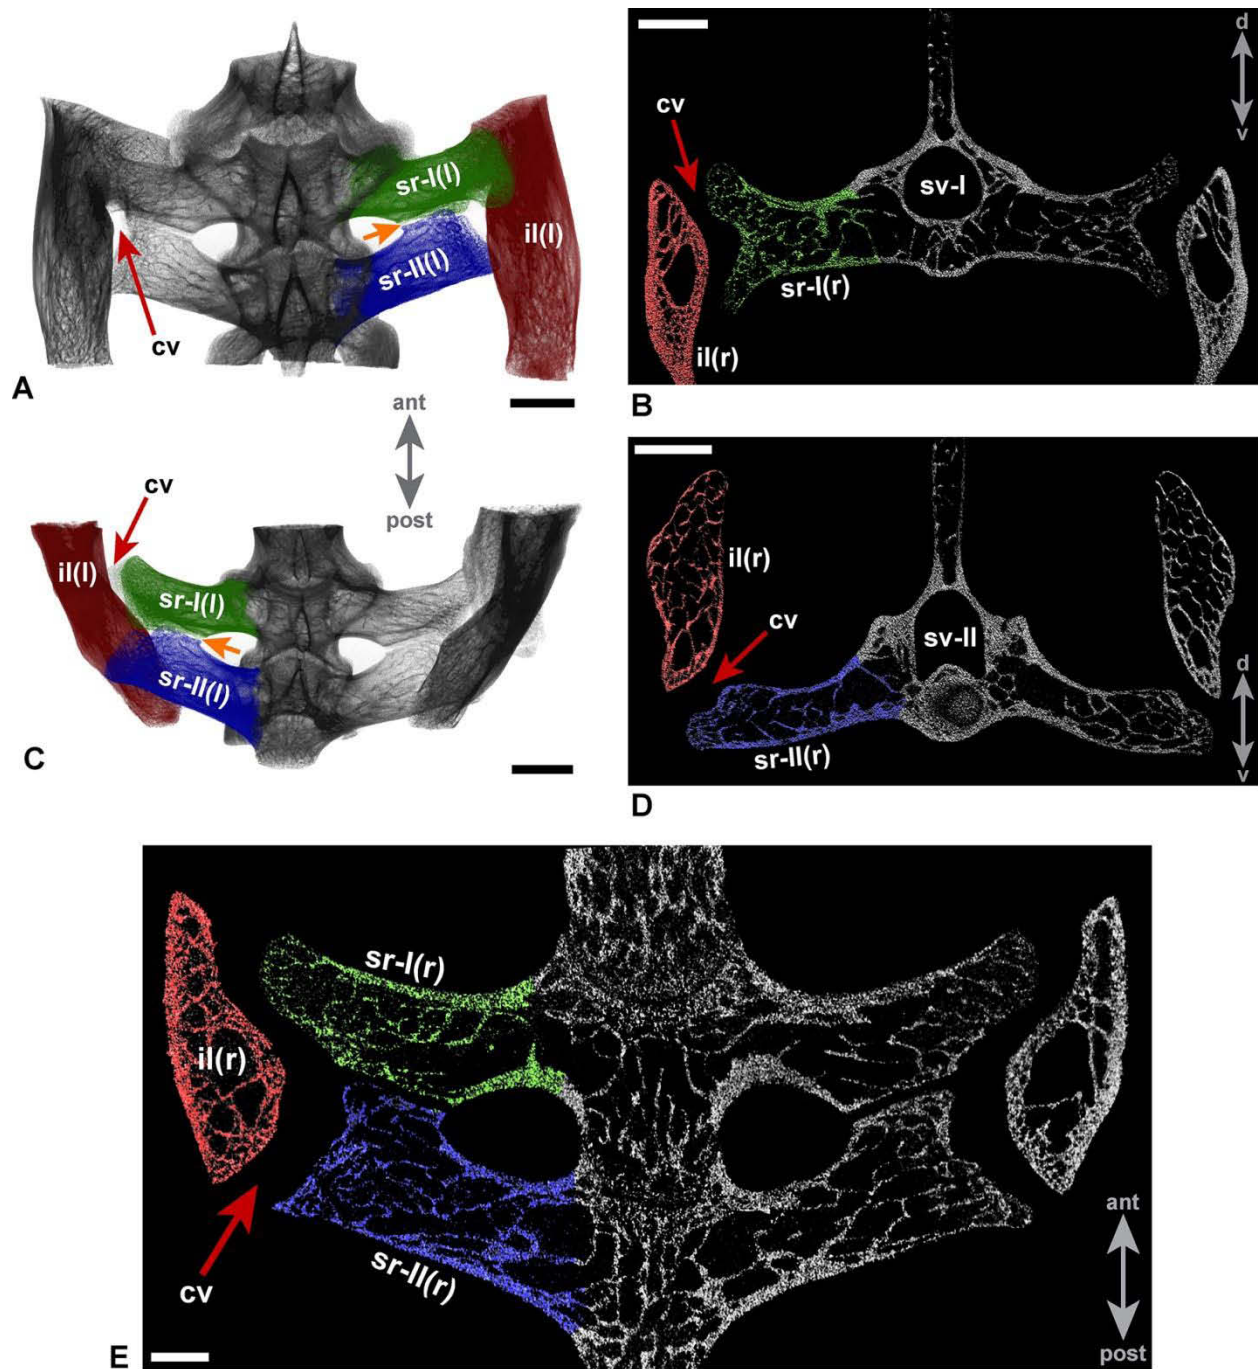 sr-I(l)
sr-II(l)
il(l)
cv
A
d
v
cv
sv-I
sr-I(r)
il(r)
B
ant
post
cv
il(l)
sr-I(l)
sr-II(l)
C
il(r)
cv
sv-II
sr-II(r)
d
v
D
sr-I(r)
il(r)
sr-II(r)
cv
ant
post
E